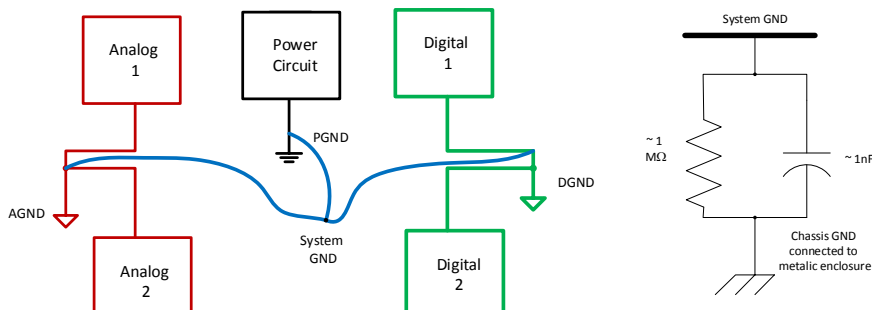 Analog
1
Power
Circuit
Digital
1
PGND
AGND
DGND
System
GND
Analog
2
Digital
2
System GND
~ 1
MΩ
~ 1nF
Chassis GND
connected to
metalic enclosure